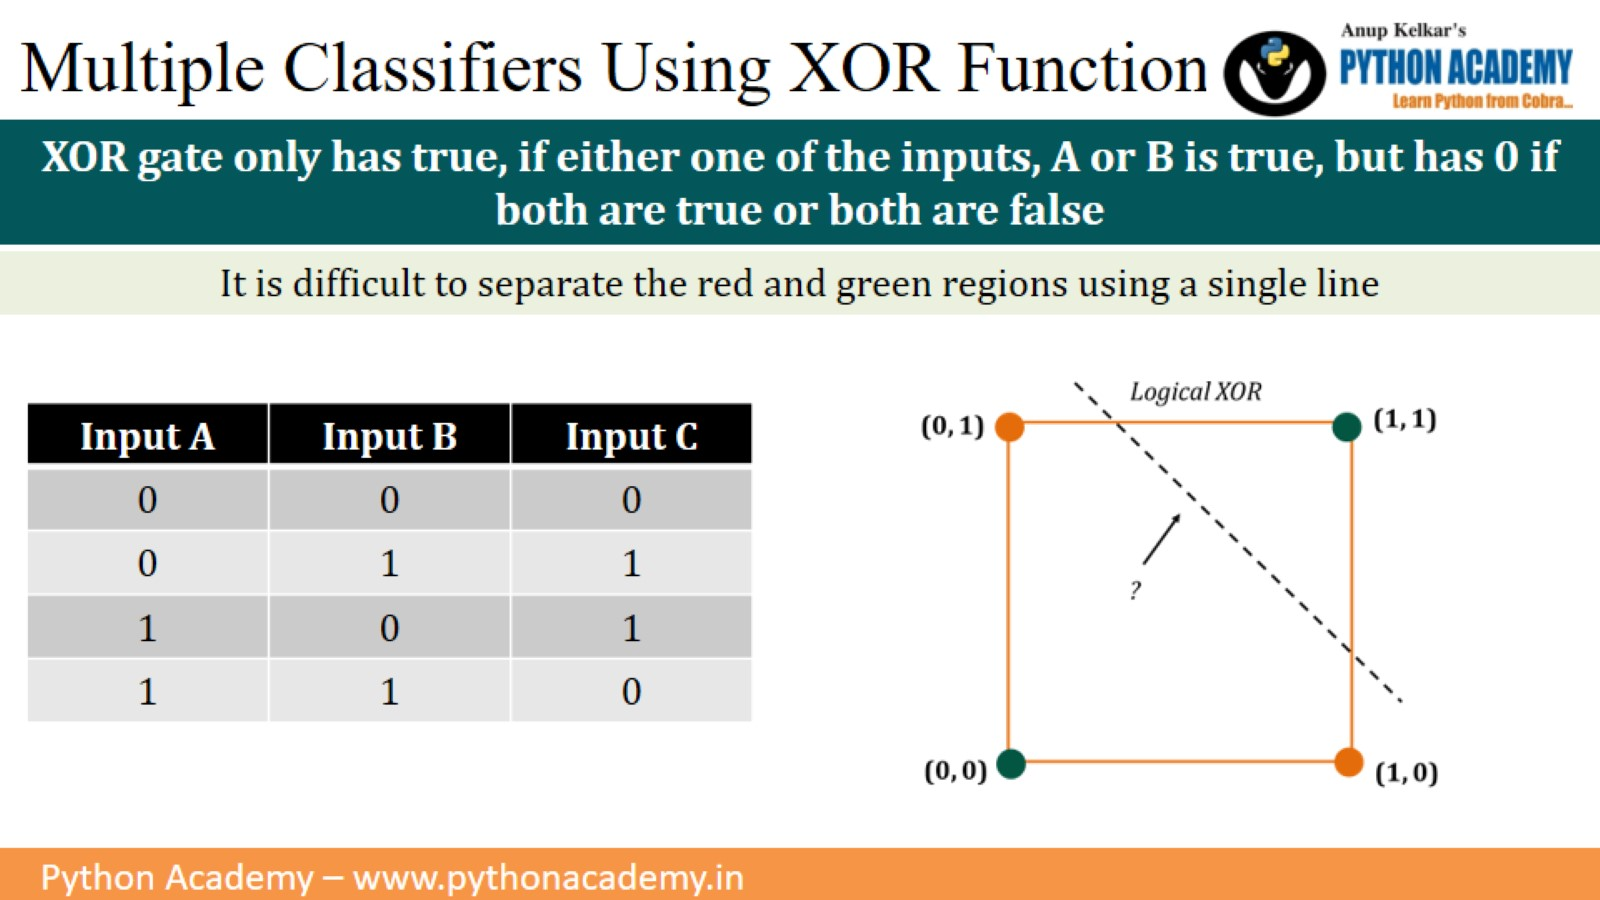 Multiple Classifiers Using XOR Function
Anup Kelkar's
PYTHON ACADEMY
Learn Python from Cobra...
XOR gate only has true, if either one of the inputs, A or B is true, but has 0 if
both are true or both are false
It is difficult to separate the red and green regions using a single line
Input A Input B Input C
0 0 0
0 1 1
1 0 1
1 1 0
Logical XOR
(0, 1)
(1, 1)
?
(0, 0)
(1, 0)
Python Academy – www.pythonacademy.in